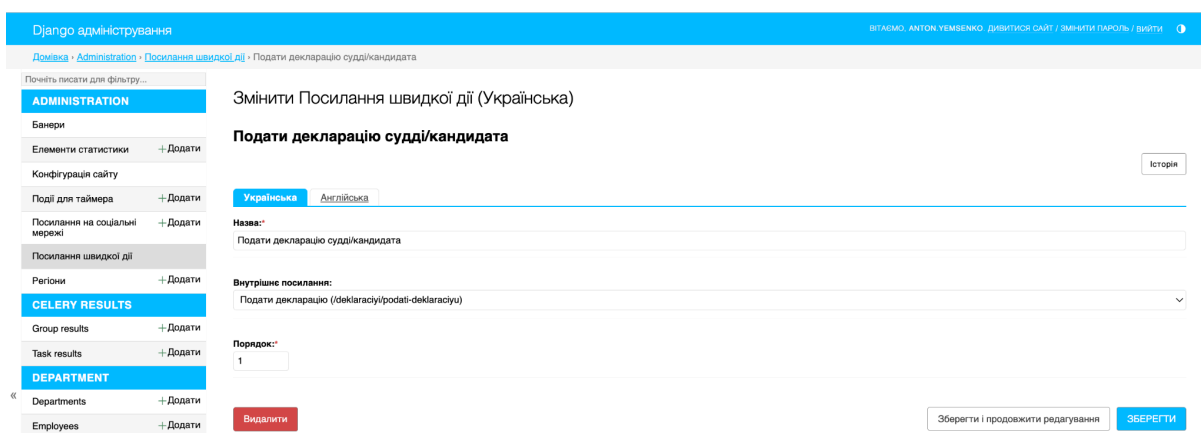 Django адміністрування
ВІТАЄМО, ANTON.YEMSENKO. ДИВИТИСЯ САЙТ / ЗМІНИТИ ПАРОЛЬ / ВИЙТИ
Домівка › Administration › Посилання швидкої дії › Подати декларацію судді/кандидата
Почніть писати для фільтру...
ADMINISTRATION
Банери
Елементи статистики +Додати
Конфігурація сайту
Події для таймера +Додати
Посилання на соціальні +Додати
мережі
Посилання швидкої дії
Регіони +Додати
CELERY RESULTS
Group results +Додати
Task results +Додати
DEPARTMENT
Departments +Додати
Employees +Додати
«
Змінити Посилання швидкої дії (Українська)
Подати декларацію судді/кандидата
Історія
Українська Англійська
Назва:*
Подати декларацію судді/кандидата
Внутрішнє посилання:
Подати декларацію (/deklaraciyi/podati-deklaraciyu)
Порядок:*
1
Видалити
Зберегти і продовжити редагування
ЗБЕРЕГТИ